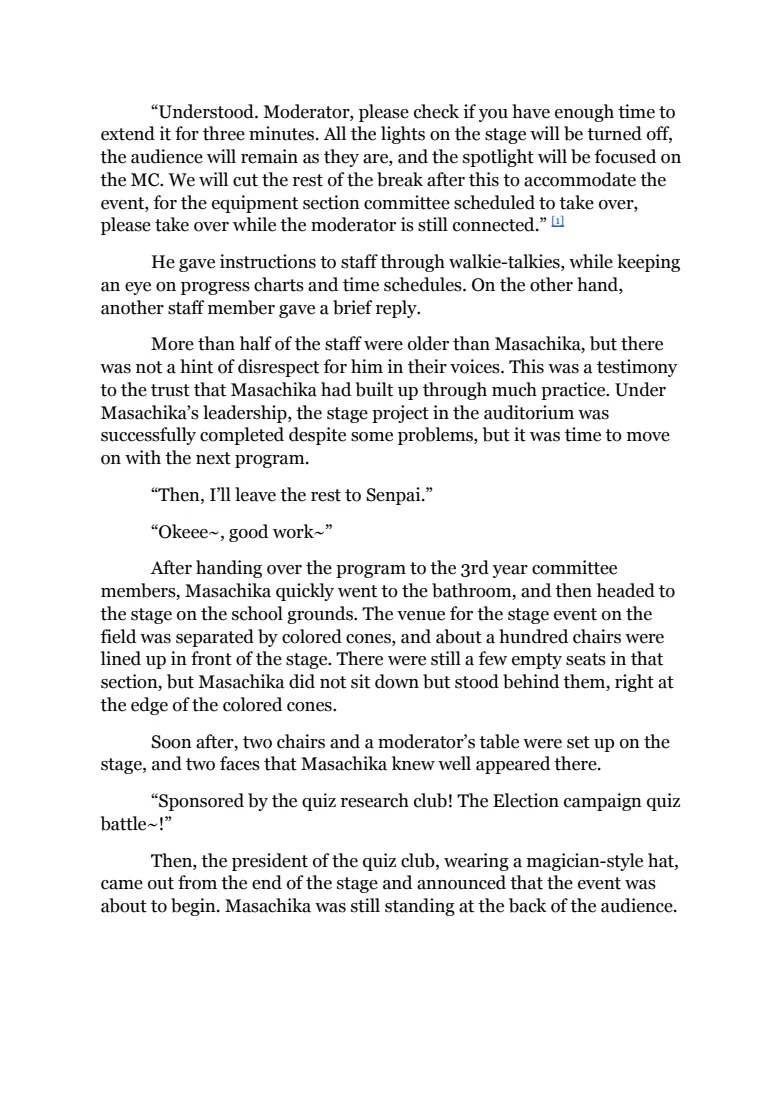 “Understood. Moderator, please check if you have enough time to
extend it for three minutes. All the lights on the stage will be turned off,
the audience will remain as they are, and the spotlight will be focused on
the MC. We will cut the rest of the break after this to accommodate the
event, for the equipment section committee scheduled to take over,
please take over while the moderator is still connected.” [1]
He gave instructions to staff through walkie-talkies, while keeping
an eye on progress charts and time schedules. On the other hand,
another staff member gave a brief reply.
More than half of the staff were older than Masachika, but there
was not a hint of disrespect for him in their voices. This was a testimony
to the trust that Masachika had built up through much practice. Under
Masachika’s leadership, the stage project in the auditorium was
successfully completed despite some problems, but it was time to move
on with the next program.
“Then, I’ll leave the rest to Senpai.”
“Okeee~, good work~”
After handing over the program to the 3rd year committee
members, Masachika quickly went to the bathroom, and then headed to
the stage on the school grounds. The venue for the stage event on the
field was separated by colored cones, and about a hundred chairs were
lined up in front of the stage. There were still a few empty seats in that
section, but Masachika did not sit down but stood behind them, right at
the edge of the colored cones.
Soon after, two chairs and a moderator’s table were set up on the
stage, and two faces that Masachika knew well appeared there.
“Sponsored by the quiz research club! The Election campaign quiz
battle~!”
Then, the president of the quiz club, wearing a magician-style hat,
came out from the end of the stage and announced that the event was
about to begin. Masachika was still standing at the back of the audience.